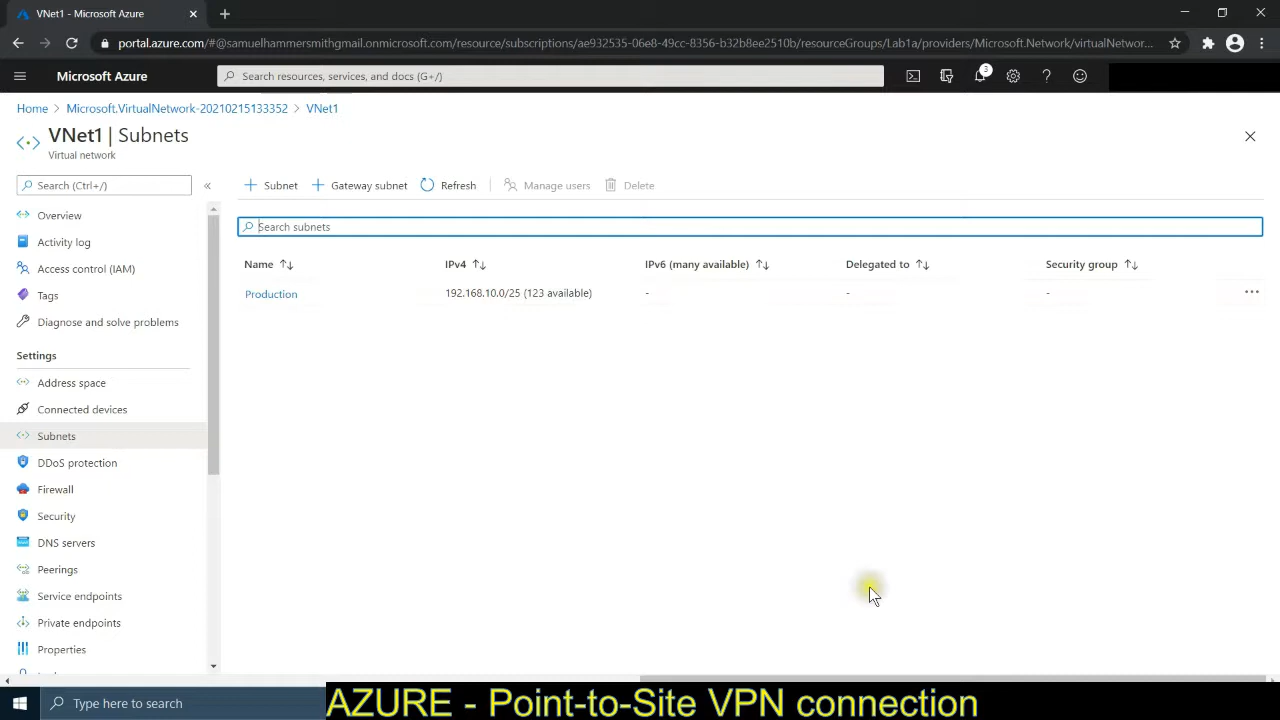 VNet1 - Microsoft Azure
portal.azure.com/#@samuelhammersmithgmail.onmicrosoft.com/resource/subscriptions/ae932535-06e8-49cc-8356-b32b8ee2510b/resourceGroups/Lab1a/providers/Microsoft.Network/virtualNetwor...
Microsoft Azure
Search resources, services, and docs (G+/)
3
Home > Microsoft.VirtualNetwork-20210215133352 > VNet1
VNet1 | Subnets
Virtual network
Search (Ctrl+/)
«
+ Subnet + Gateway subnet Refresh Manage users Delete
Search subnets
Name IPv4 IPv6 (many available) Delegated to Security group
Production 192.168.10.0/25 (123 available) - - -
Overview
Activity log
Access control (IAM)
Tags
Diagnose and solve problems
Settings
Address space
Connected devices
Subnets
DDoS protection
Firewall
Security
DNS servers
Peerings
Service endpoints
Private endpoints
Properties
Type here to search
AZURE - Point-to-Site VPN connection